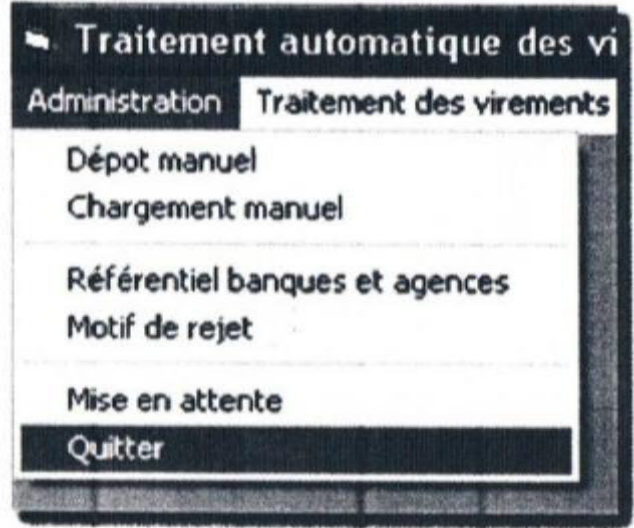 Traitement automatique des vi
Administration Traitement des virements
Dépot manuel
Chargement manuel
Référentiel banques et agences
Motif de rejet
Mise en attente
Quitter